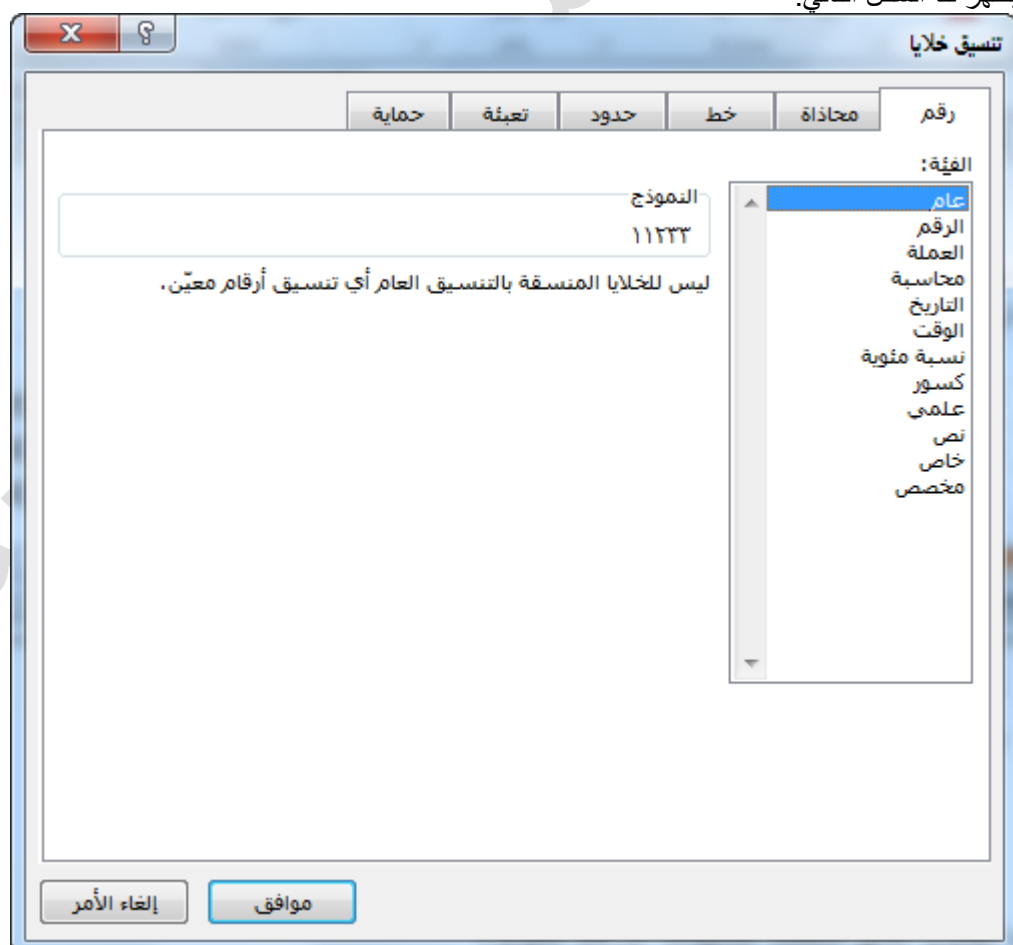 تنسيق خلايا
رقم محاذاة خط حدود تعبئة حماية
الفئة:
عام
الرقم
العملة
محاسبة
التاريخ
الوقت
نسبة مئوية
كسور
علمي
نص
خاص
مخصص
النموذج
١١٢٣٣
ليس للخلايا المنسقة بالتنسيق العام أي تنسيق أرقام معيّن.
موافق إلغاء الأمر